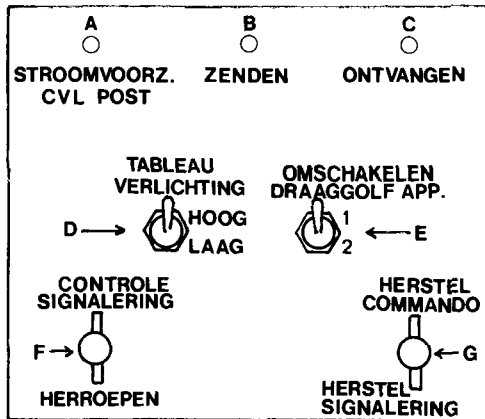 A B C
STROOMVOORZ. ZENDEN ONTVANGEN
CVL POST
TABLEAU OMSCHAKELEN
VERLICHTING DRAAGGOLF APP.
HOOG 1
D E
LAAG 2
CONTROLE HERSTEL
SIGNALERING COMMANDO
F G
HERROEPEN HERSTEL
SIGNALERING